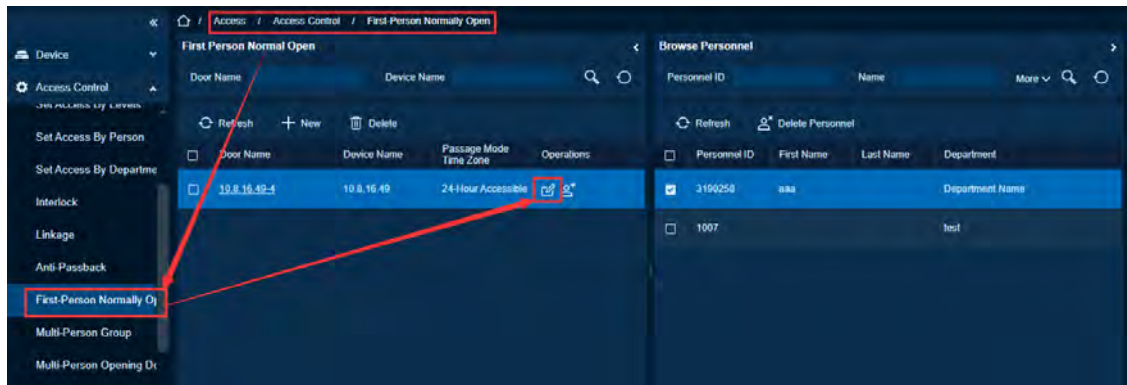 Access / Access Control / First-Person Normally Open
Device
Access Control
Set Access By Levels
Set Access By Person
Set Access By Departme
Interlock
Linkage
Anti-Passback
First-Person Normally O
Multi-Person Group
Multi-Person Opening D
First Person Normal Open
Door Name Device Name
Refresh New Delete
Door Name Device Name Passage Mode Time Zone Operations
10.8.16.49-4 10.8.16.49 24-Hour Accessible
Browse Personnel
Personnel ID Name More
Refresh Delete Personnel
Personnel ID First Name Last Name Department
3190258 aaa Department Name
1007 test